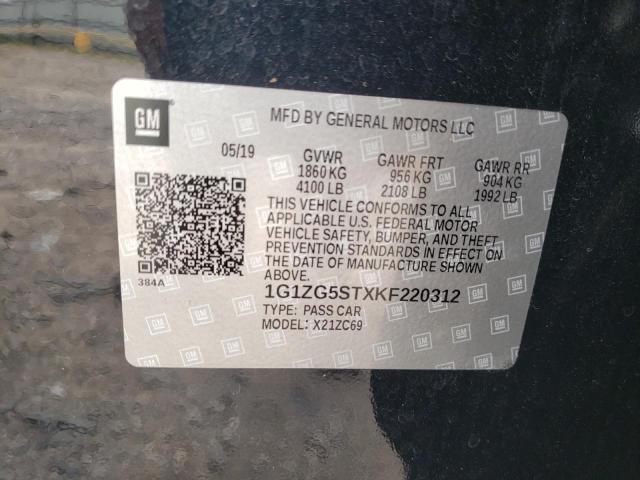 GM
MFD BY GENERAL MOTORS LLC
05/19 GVWR GAWR FRT GAWR RR
1860 KG 956 KG 904 KG
4100 LB 2108 LB 1992 LB
THIS VEHICLE CONFORMS TO ALL
APPLICABLE U.S. FEDERAL MOTOR
VEHICLE SAFETY, BUMPER, AND THEFT
PREVENTION STANDARDS IN EFFECT ON
THE DATE OF MANUFACTURE SHOWN
ABOVE.
384A
1G1ZG5STXKF220312
TYPE: PASS CAR
MODEL: X21ZC69